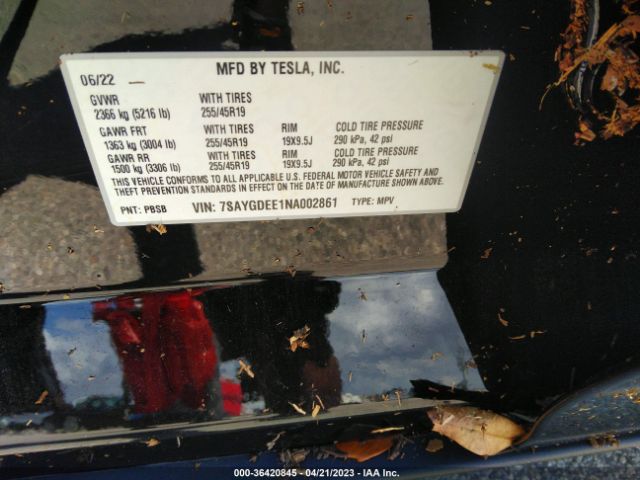 MFD BY TESLA, INC.
06/22
GVWR WITH TIRES
2366 kg (5216 lb) 255/45R19
GAWR FRT WITH TIRES RIM COLD TIRE PRESSURE
1363 kg (3004 lb) 255/45R19 19X9.5J 290 kPa, 42 psi
GAWR RR WITH TIRES RIM COLD TIRE PRESSURE
1500 kg (3306 lb) 255/45R19 19X9.5J 290 kPa, 42 psi
THIS VEHICLE CONFORMS TO ALL APPLICABLE U.S. FEDERAL MOTOR VEHICLE SAFETY AND
THEFT PREVENTION STANDARDS IN EFFECT ON THE DATE OF MANUFACTURE SHOWN ABOVE.
PNT: PBSB VIN: 7SAYGDEE1NA002861 TYPE: MPV
000-36420845 - 04/21/2023 - IAA Inc.